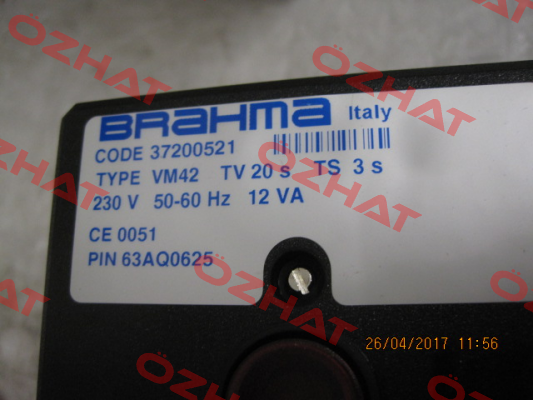 BRAHMA Italy
CODE 37200521
TYPE VM42 TV 20 s TS 3 s
230 V 50-60 Hz 12 VA
CE 0051
PIN 63AQ0625
26/04/2017 11:56
ÖZHAT
ÖZHAT
ÖZHAT
ÖZHAT
ÖZHAT
ÖZHAT
ÖZHAT
ÖZHAT